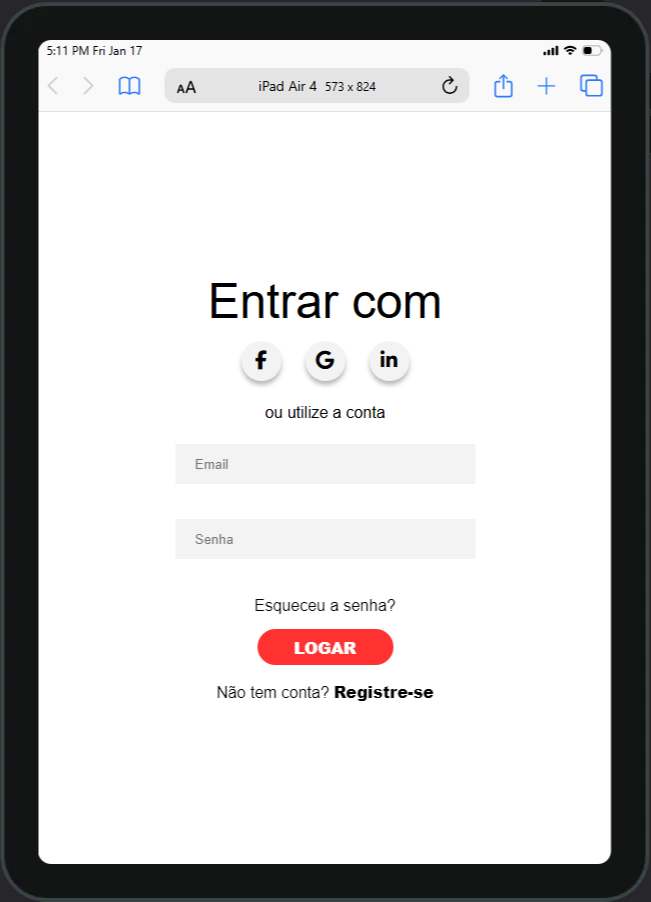 5:11 PM Fri Jan 17
AA iPad Air 4 573 x 824
Entrar com
f G in
ou utilize a conta
Email
Senha
Esqueceu a senha?
LOGAR
Não tem conta? Registre-se